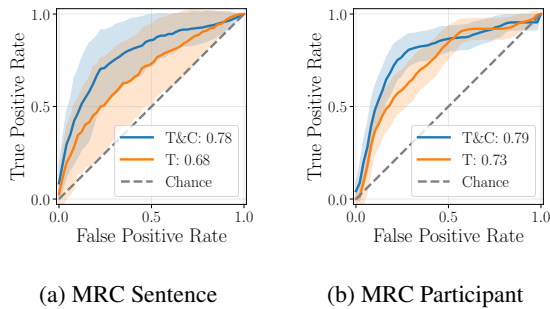 True Positive Rate
1.0
0.5
0.0
0.0
0.5
1.0
False Positive Rate
T&C: 0.78
T: 0.68
Chance
(a) MRC Sentence
True Positive Rate
1.0
0.5
0.0
0.0
0.5
1.0
False Positive Rate
T&C: 0.79
T: 0.73
Chance
(b) MRC Participant